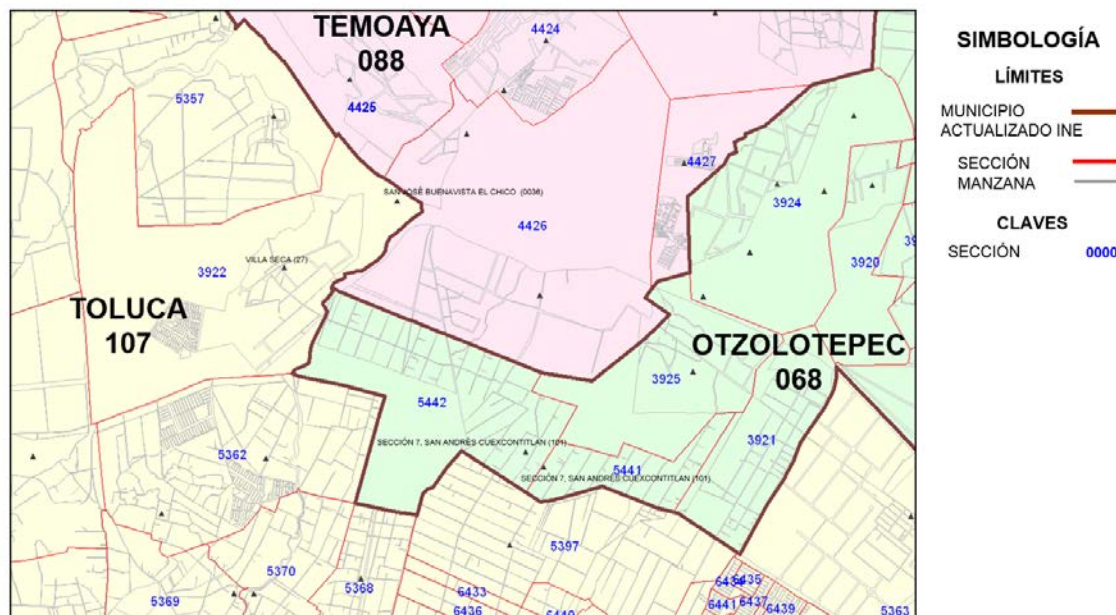 TEMOAYA
088
4424
5357
4425
4427
SAN JOSÉ BUENAVISTA EL CHICO (0036)
3924
4426
3920
VILLA SECA (27)
3922
TOLUCA
107
OTZOLOTEPEC
068
3925
5442
3921
SECCIÓN 7, SAN ANDRÉS CUEXCONTITLAN (101)
5362
5441
SECCIÓN 7, SAN ANDRÉS CUEXCONTITLAN (101)
5397
5370
5368
6433
6434
6435
5369
6436
6441
6437
6439
5363
SIMBOLOGÍA
LÍMITES
MUNICIPIO
ACTUALIZADO INE
SECCIÓN
MANZANA
CLAVES
SECCIÓN 0000